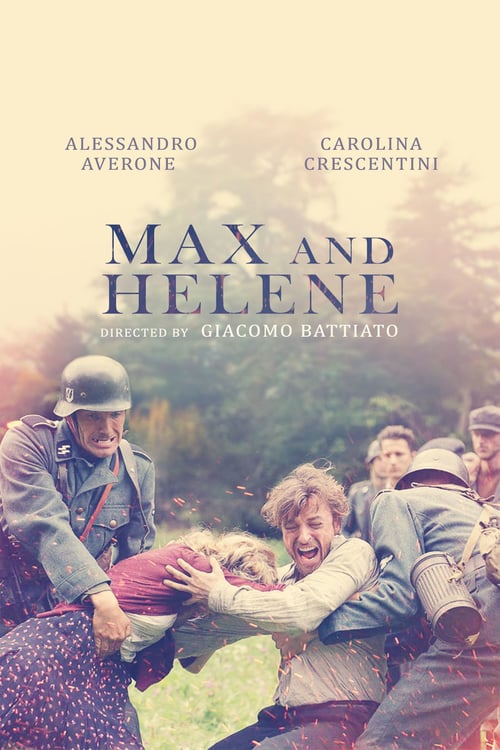 ALESSANDRO AVERONE
CAROLINA CRESCENTINI
MAX AND
HELENE
DIRECTED BY GIACOMO BATTIATO